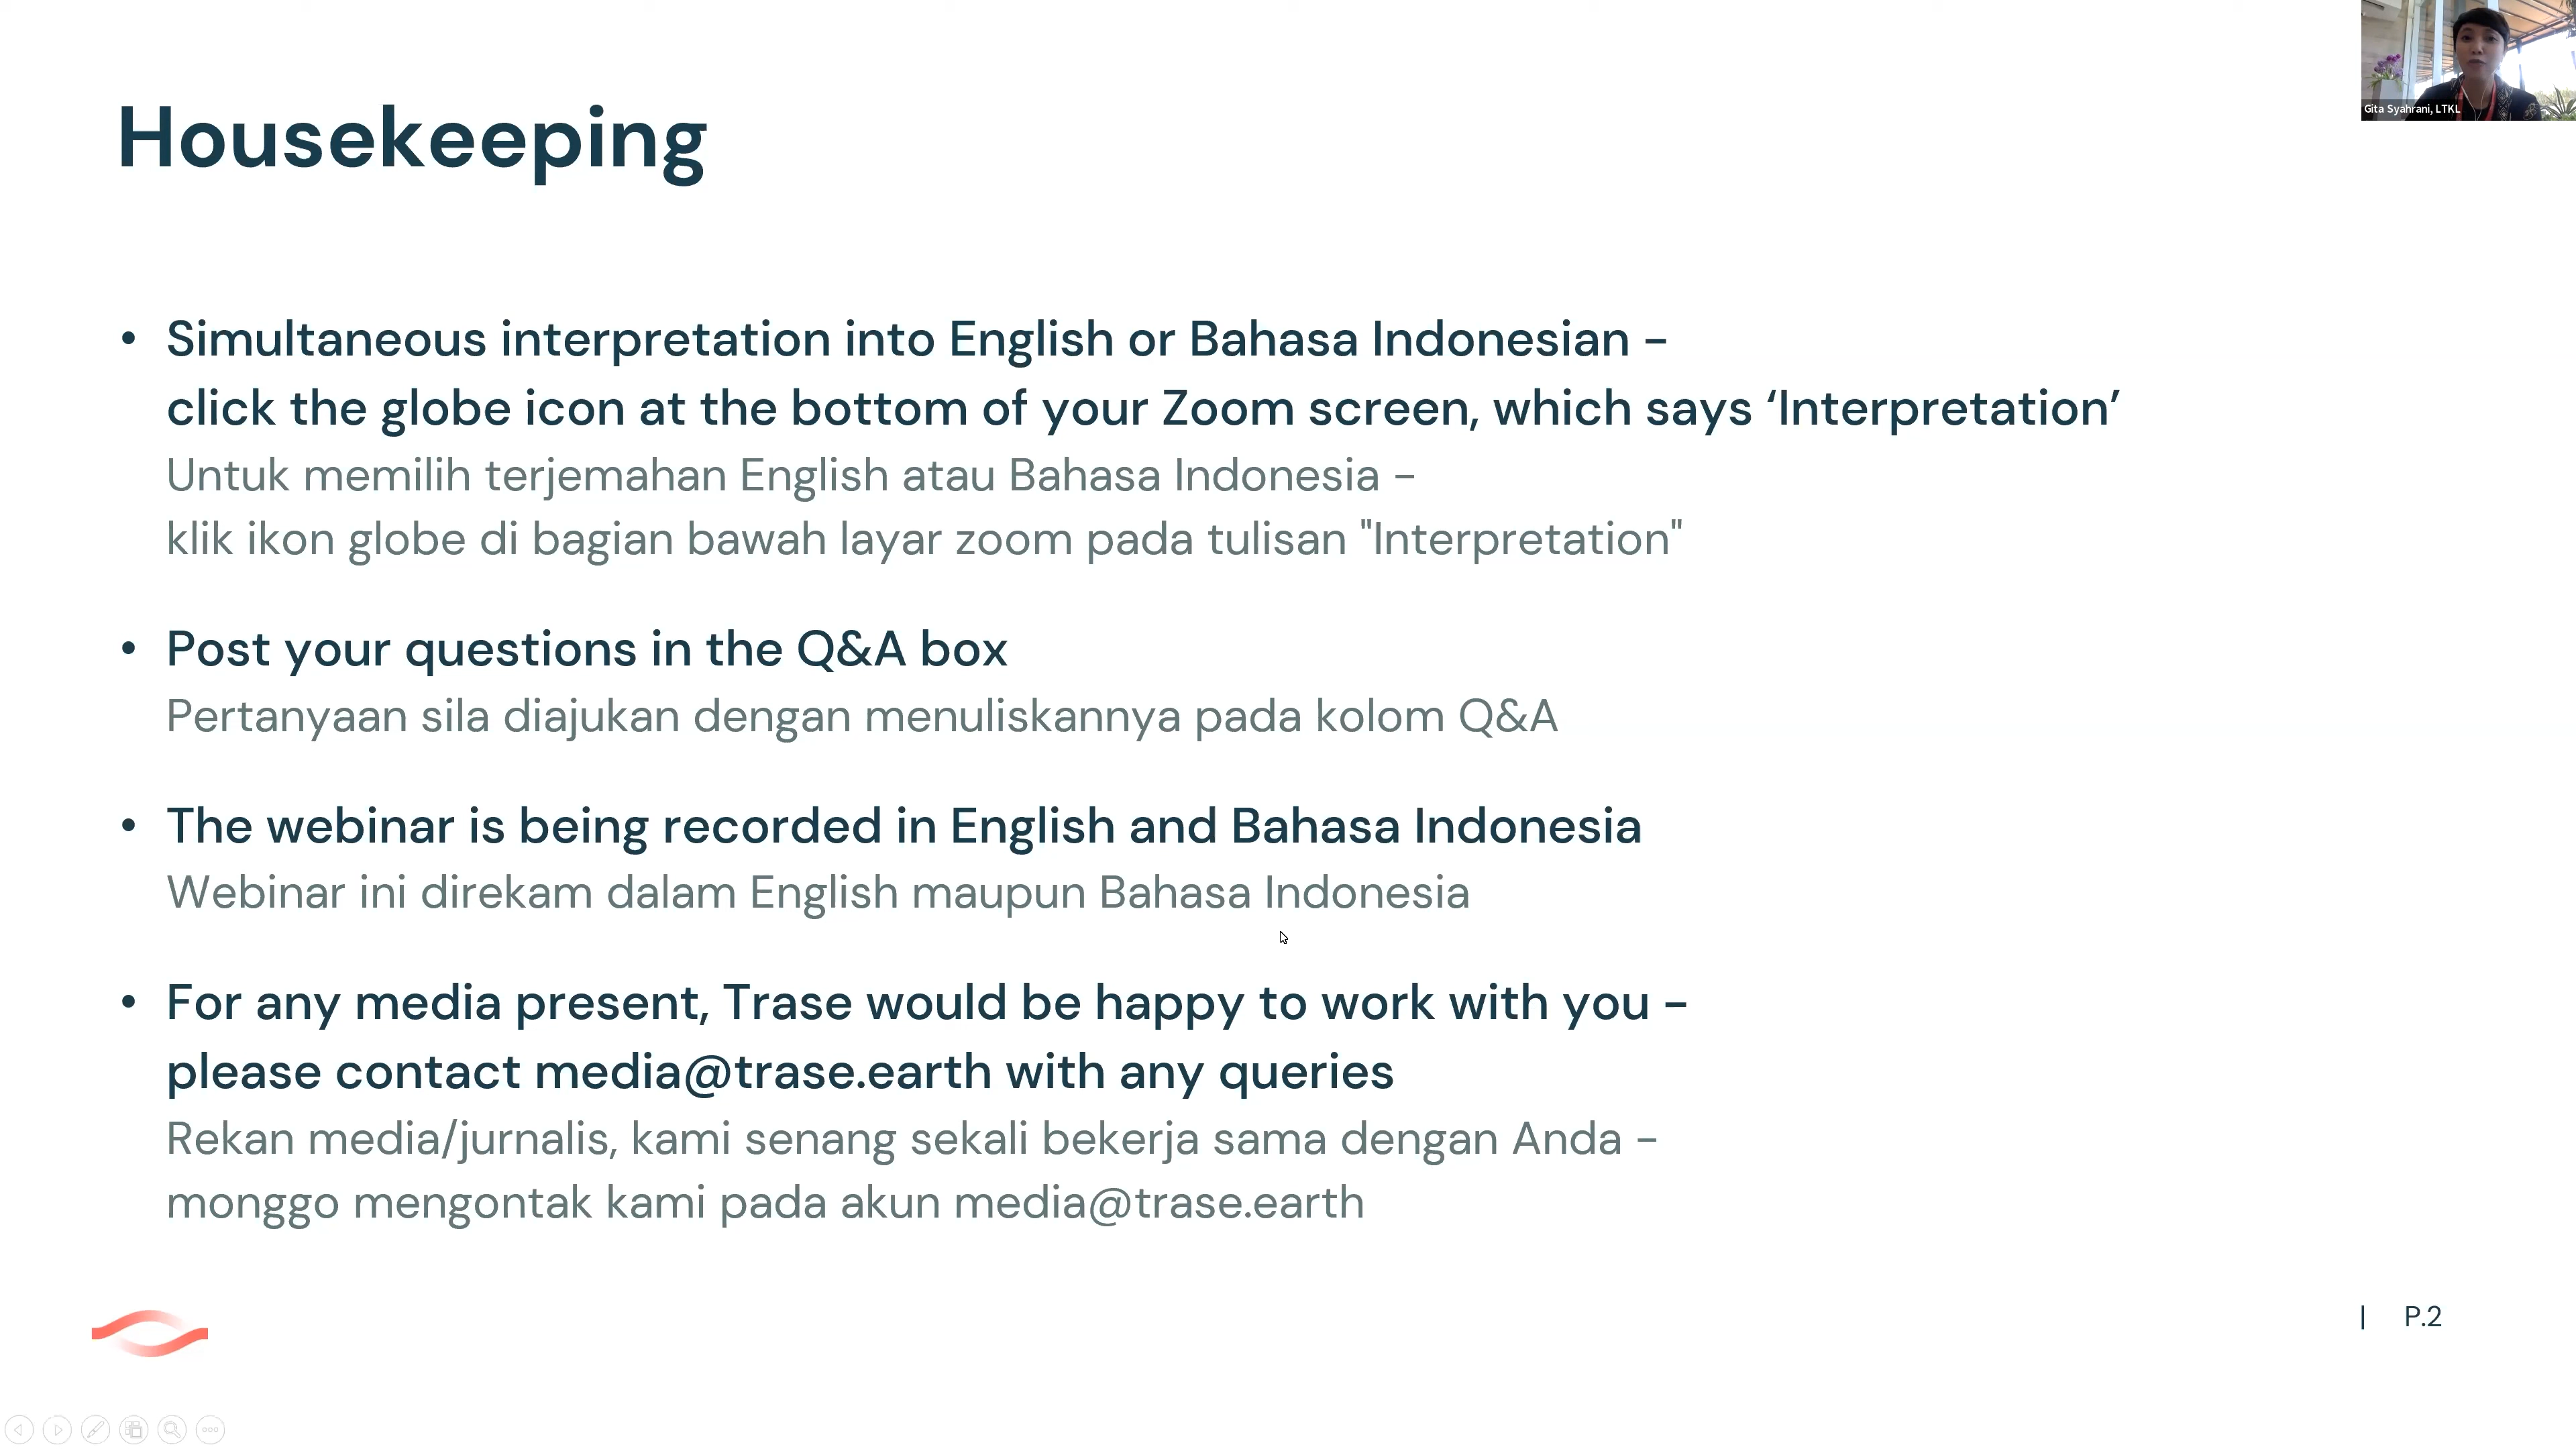 Gita Syahrani, LTKL
Housekeeping
• Simultaneous interpretation into English or Bahasa Indonesian –
click the globe icon at the bottom of your Zoom screen, which says ‘Interpretation’
Untuk memilih terjemahan English atau Bahasa Indonesia –
klik ikon globe di bagian bawah layar zoom pada tulisan "Interpretation"
• Post your questions in the Q&A box
Pertanyaan sila diajukan dengan menuliskannya pada kolom Q&A
• The webinar is being recorded in English and Bahasa Indonesia
Webinar ini direkam dalam English maupun Bahasa Indonesia
• For any media present, Trase would be happy to work with you –
please contact media@trase.earth with any queries
Rekan media/jurnalis, kami senang sekali bekerja sama dengan Anda –
monggo mengontak kami pada akun media@trase.earth
| P.2